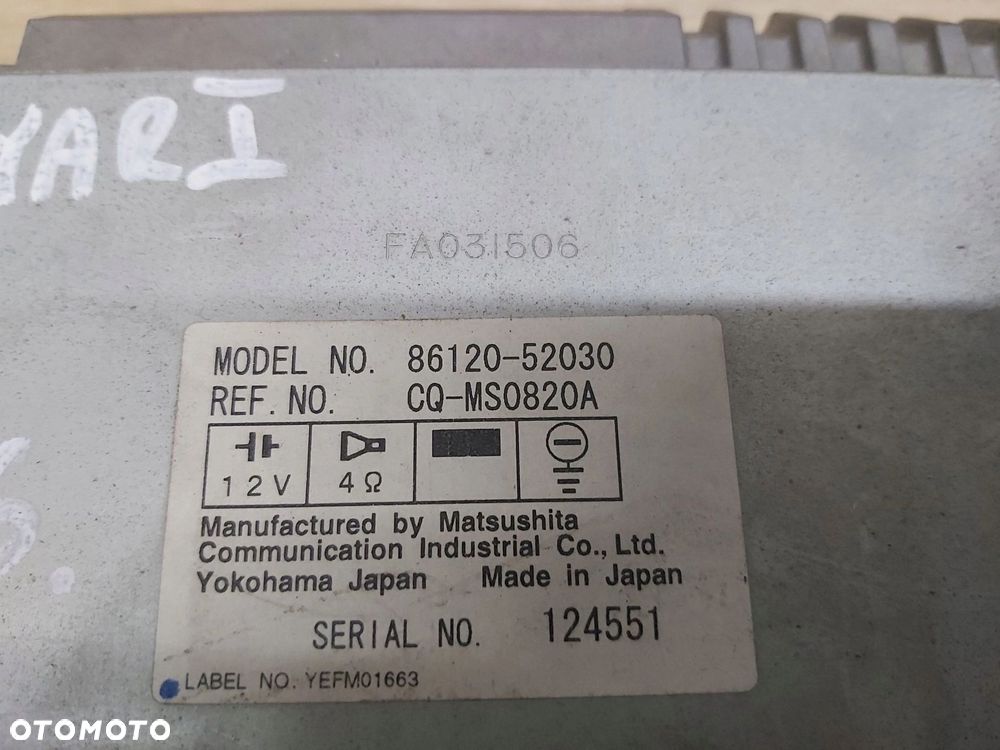 YARI
FA031506
MODEL NO. 86120-52030
REF. NO. CQ-MS0820A
12V 4Ω
Manufactured by Matsushita
Communication Industrial Co., Ltd.
Yokohama Japan Made in Japan
SERIAL NO. 124551
LABEL NO. YEFM01663
OTOMOTO